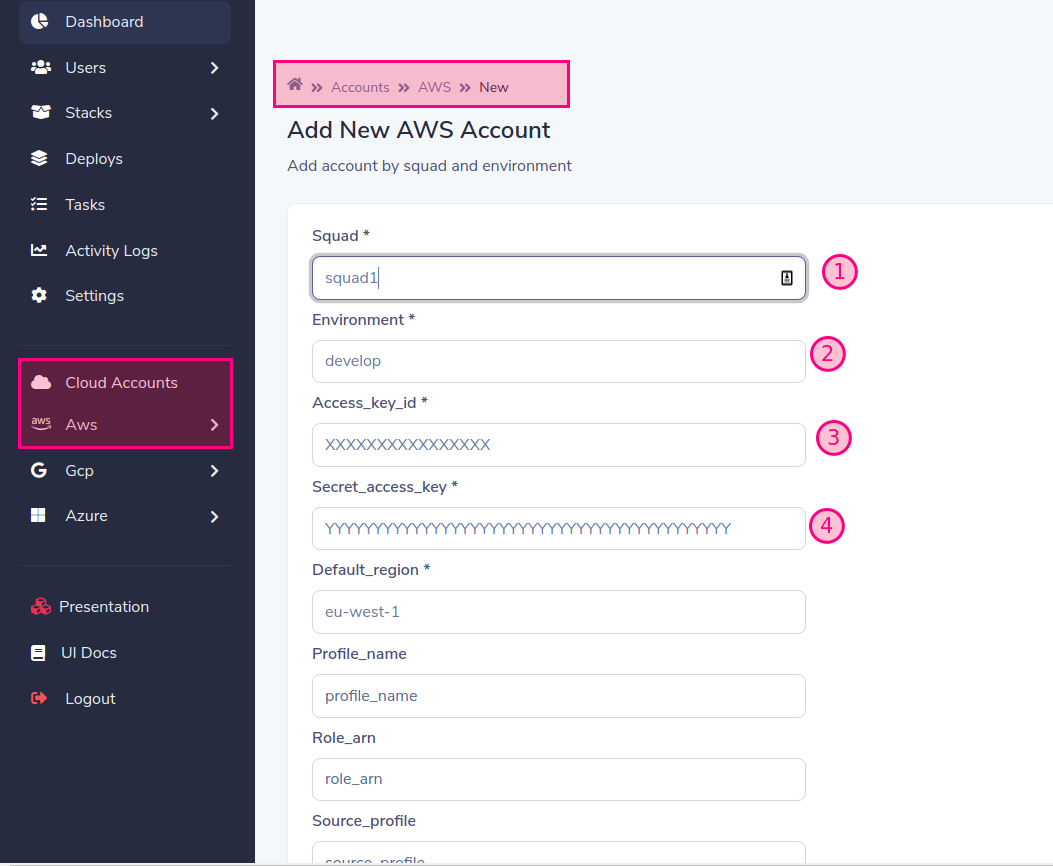 Dashboard
Users
Stacks
Deploys
Tasks
Activity Logs
Settings
Cloud Accounts
aws Aws
Gcp
Azure
Presentation
UI Docs
Logout
Accounts AWS New
Add New AWS Account
Add account by squad and environment
Squad *
squad1
1
Environment *
develop
2
Access_key_id *
XXXXXXXXXXXXXXXX
3
Secret_access_key *
YYYYYYYYYYYYYYYYYYYYYYYYYYYYYYYYYYYYYYYYYY
4
Default_region *
eu-west-1
Profile_name
profile_name
Role_arn
role_arn
Source_profile
source_profile